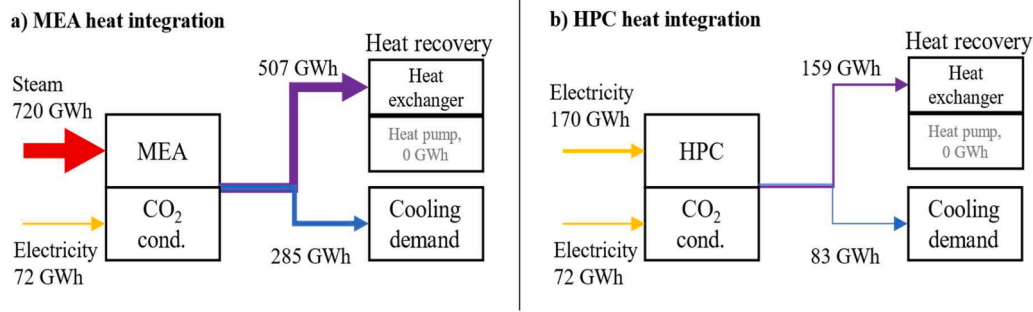 a) MEA heat integration
Heat recovery
507 GWh
Heat
exchanger
Heat pump,
0 GWh
Steam
720 GWh
MEA
CO₂
cond.
Electricity
72 GWh
Cooling
demand
285 GWh
b) HPC heat integration
Heat recovery
159 GWh
Heat
exchanger
Heat pump,
0 GWh
Electricity
170 GWh
HPC
CO₂
cond.
Electricity
72 GWh
Cooling
demand
83 GWh